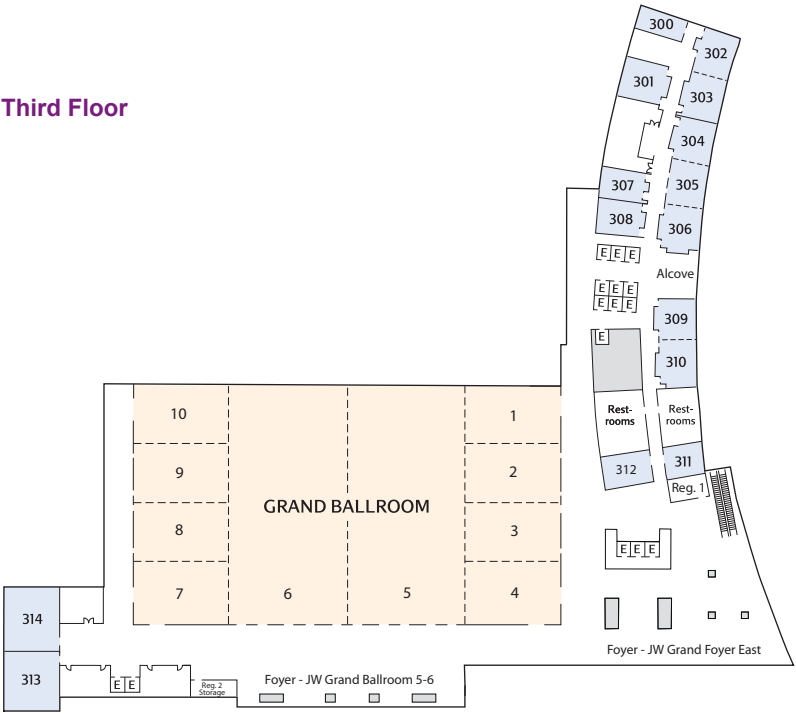 Third Floor
300
302
301
303
304
307
305
308
306
E E E
Alcove
E E E
E E E
309
E
310
10
1
Rest-
rooms
Rest-
rooms
9
2
312
311
Reg. 1
GRAND BALLROOM
8
3
E E E
7
6
5
4
314
Foyer - JW Grand Foyer East
313
E E
Reg. 2
Storage
Foyer - JW Grand Ballroom 5-6